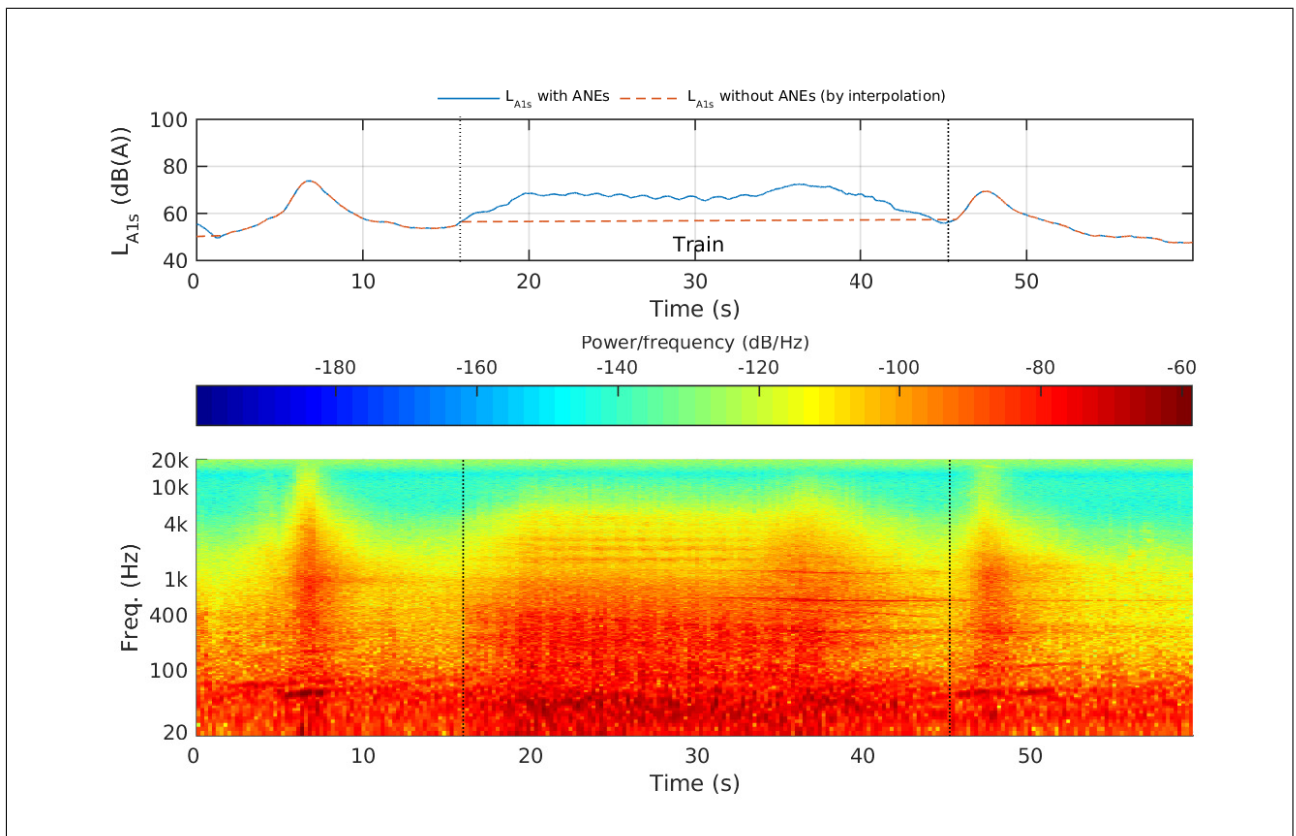 L_A1s with ANEs L_A1s without ANEs (by interpolation)
L_A1s (dB(A))
100
80
60
40
Train
0 10 20 30 40 50
Time (s)
Power/frequency (dB/Hz)
-180 -160 -140 -120 -100 -80 -60
Freq. (Hz)
20k
10k
4k
1k
400
100
20
0 10 20 30 40 50
Time (s)